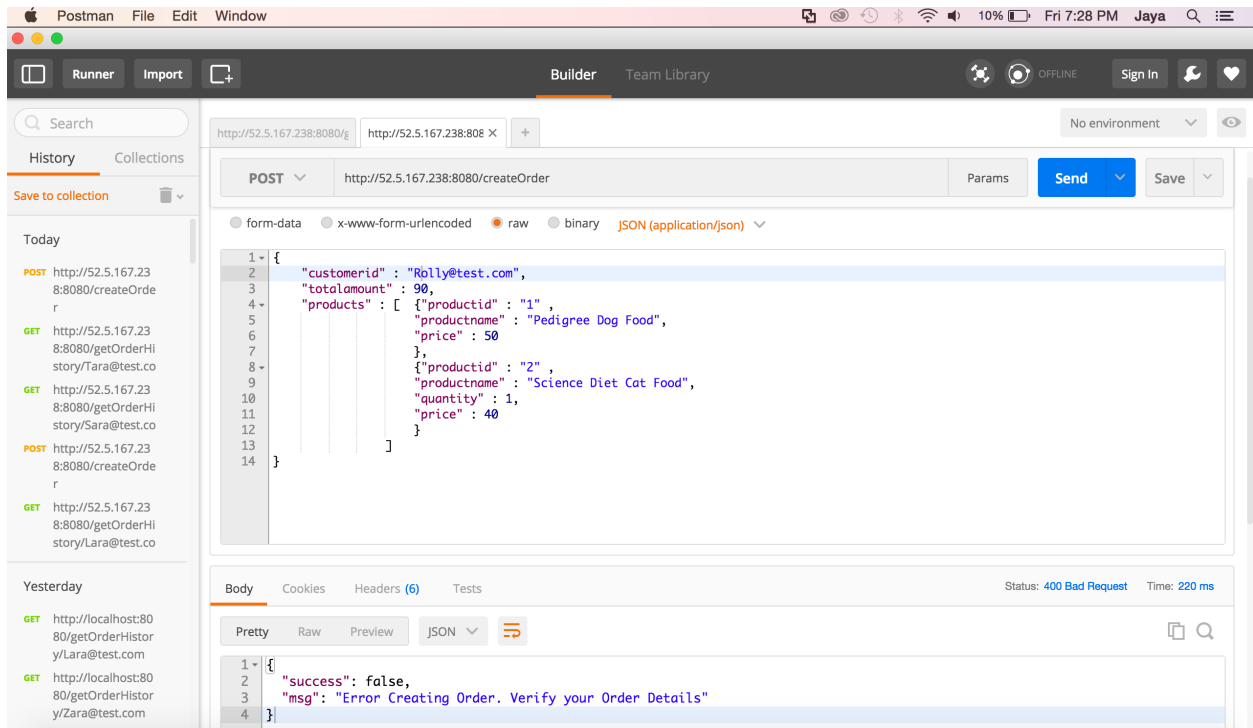 Postman File Edit Window 10% Fri 7:28 PM Jaya
Runner Import Builder Team Library OFFLINE Sign In
Search
History Collections
Save to collection
Today
POST http://52.5.167.23
8:8080/createOrde
r
GET http://52.5.167.23
8:8080/getOrderHi
story/Tara@test.co
GET http://52.5.167.23
8:8080/getOrderHi
story/Sara@test.co
POST http://52.5.167.23
8:8080/createOrde
r
GET http://52.5.167.23
8:8080/getOrderHi
story/Lara@test.co
Yesterday
GET http://localhost:80
80/getOrderHistor
y/Lara@test.com
GET http://localhost:80
80/getOrderHistor
y/Zara@test.com
http://52.5.167.238:8080/g http://52.5.167.238:808 × + No environment
POST http://52.5.167.238:8080/createOrder Params Send Save
form-data x-www-form-urlencoded raw binary JSON (application/json)
1 {
2 "customerid" : "Rolly@test.com",
3 "totalamount" : 90,
4 "products" : [ {"productid" : "1" ,
5 "productname" : "Pedigree Dog Food",
6 "price" : 50
7 },
8 {"productid" : "2" ,
9 "productname" : "Science Diet Cat Food",
10 "quantity" : 1,
11 "price" : 40
12 }
13 ]
14 }
Body Cookies Headers (6) Tests Status: 400 Bad Request Time: 220 ms
Pretty Raw Preview JSON
1 {
2 "success": false,
3 "msg": "Error Creating Order. Verify your Order Details"
4 }